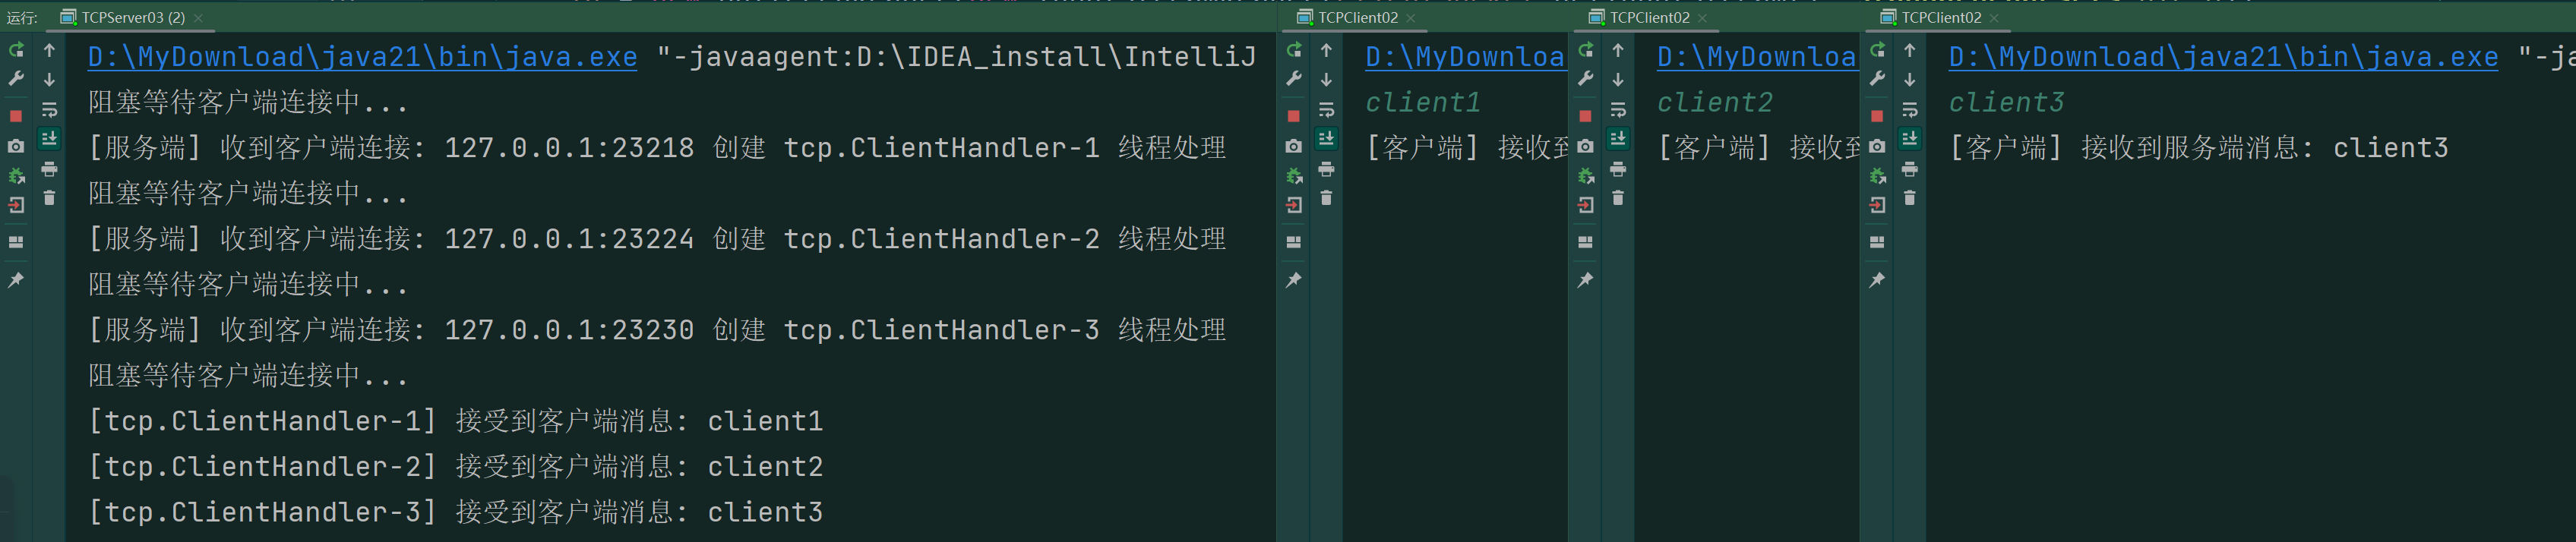 运行:
TCPServer03 (2)
D:\MyDownload\java21\bin\java.exe "-javaagent:D:\IDEA_install\IntelliJ
阻塞等待客户端连接中...
[服务端] 收到客户端连接: 127.0.0.1:23218 创建 tcp.ClientHandler-1 线程处理
阻塞等待客户端连接中...
[服务端] 收到客户端连接: 127.0.0.1:23224 创建 tcp.ClientHandler-2 线程处理
阻塞等待客户端连接中...
[服务端] 收到客户端连接: 127.0.0.1:23230 创建 tcp.ClientHandler-3 线程处理
阻塞等待客户端连接中...
[tcp.ClientHandler-1] 接受到客户端消息: client1
[tcp.ClientHandler-2] 接受到客户端消息: client2
[tcp.ClientHandler-3] 接受到客户端消息: client3
TCPClient02
D:\MyDownloa
client1
[客户端] 接收到
TCPClient02
D:\MyDownloa
client2
[客户端] 接收到
TCPClient02
D:\MyDownload\java21\bin\java.exe "-ja
client3
[客户端] 接收到服务端消息: client3